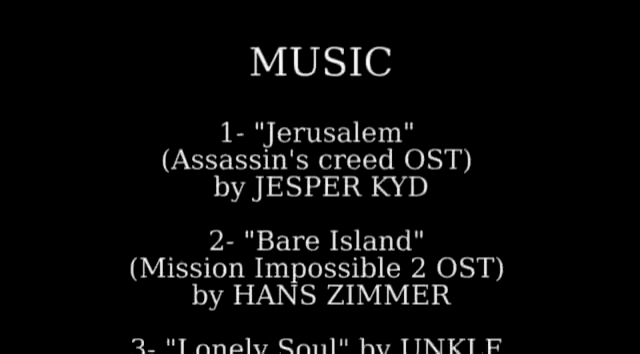 MUSIC
1- "Jerusalem"
(Assassin's creed OST)
by JESPER KYD
2- "Bare Island"
(Mission Impossible 2 OST)
by HANS ZIMMER
3- "Lonely Soul" by UNKLE